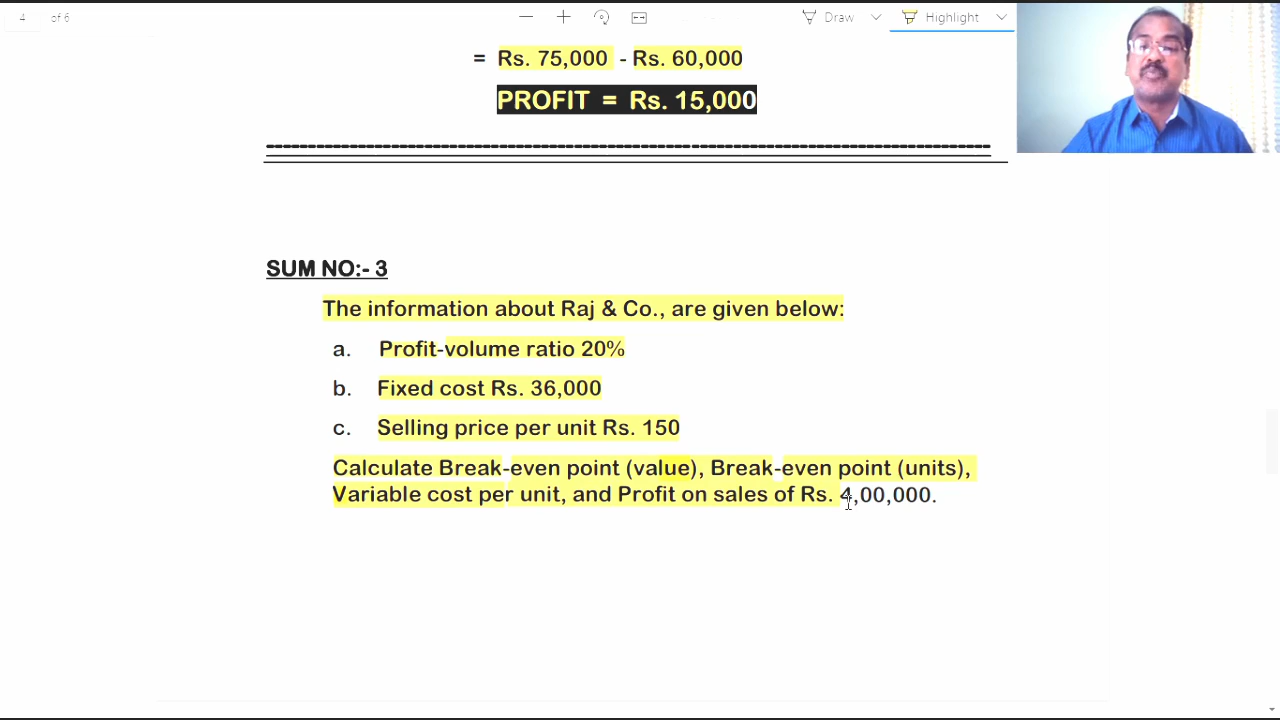 4 of 6 Draw Highlight
= Rs. 75,000 - Rs. 60,000
PROFIT = Rs. 15,000
SUM NO:- 3
The information about Raj & Co., are given below:
a. Profit-volume ratio 20%
b. Fixed cost Rs. 36,000
c. Selling price per unit Rs. 150
Calculate Break-even point (value), Break-even point (units),
Variable cost per unit, and Profit on sales of Rs. 4,00,000.